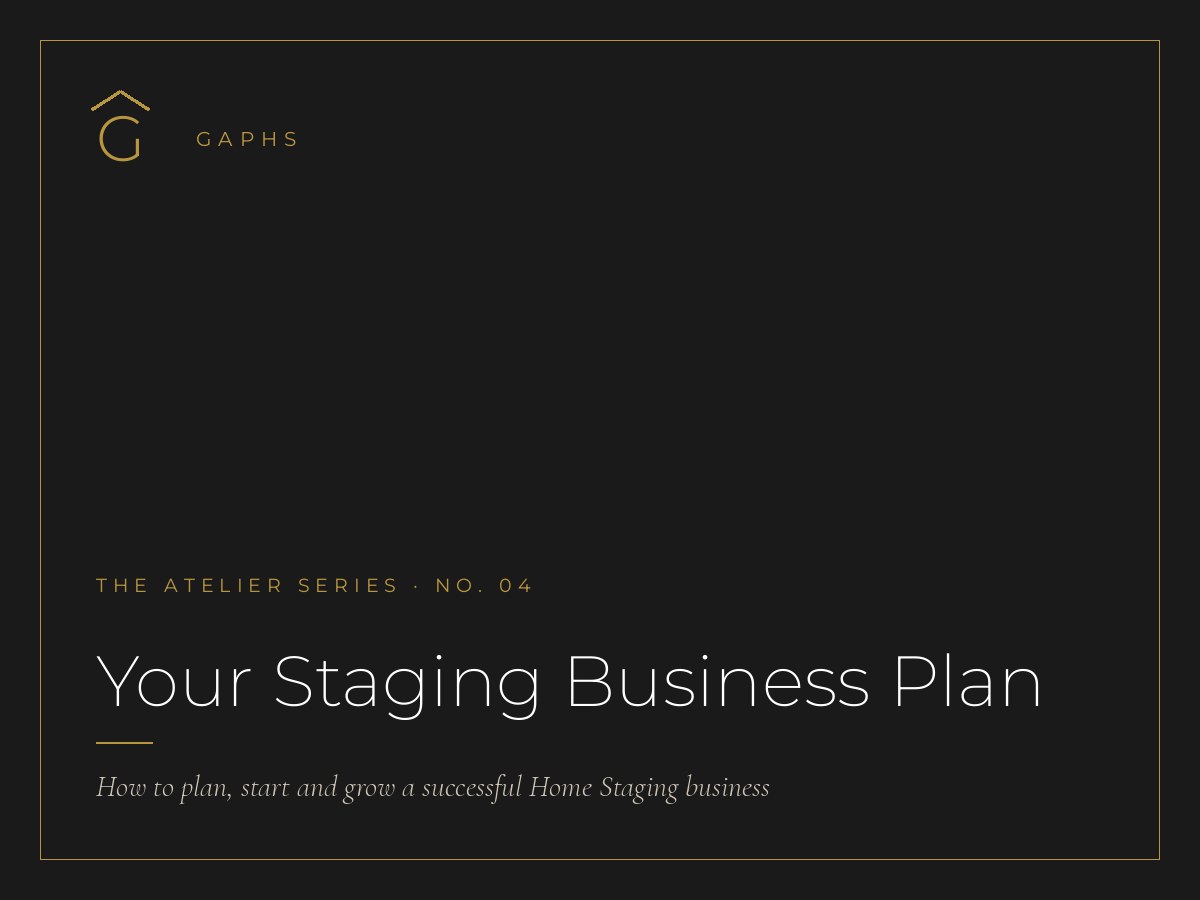 G
GAPHS
THE ATELIER SERIES · NO. 04
Your Staging Business Plan
How to plan, start and grow a successful Home Staging business